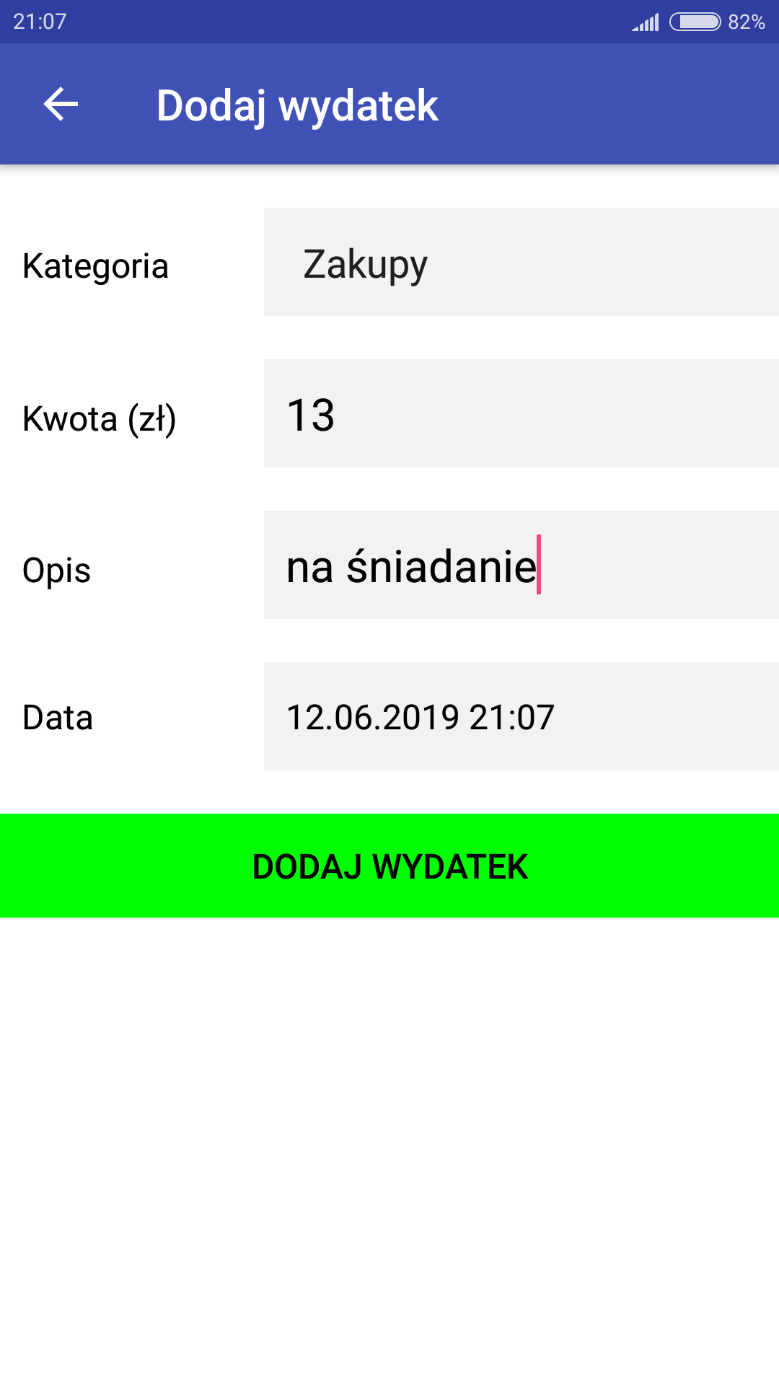 21:07 82%
Dodaj wydatek
Kategoria Zakupy
Kwota (zł) 13
Opis na śniadanie
Data 12.06.2019 21:07
DODAJ WYDATEK